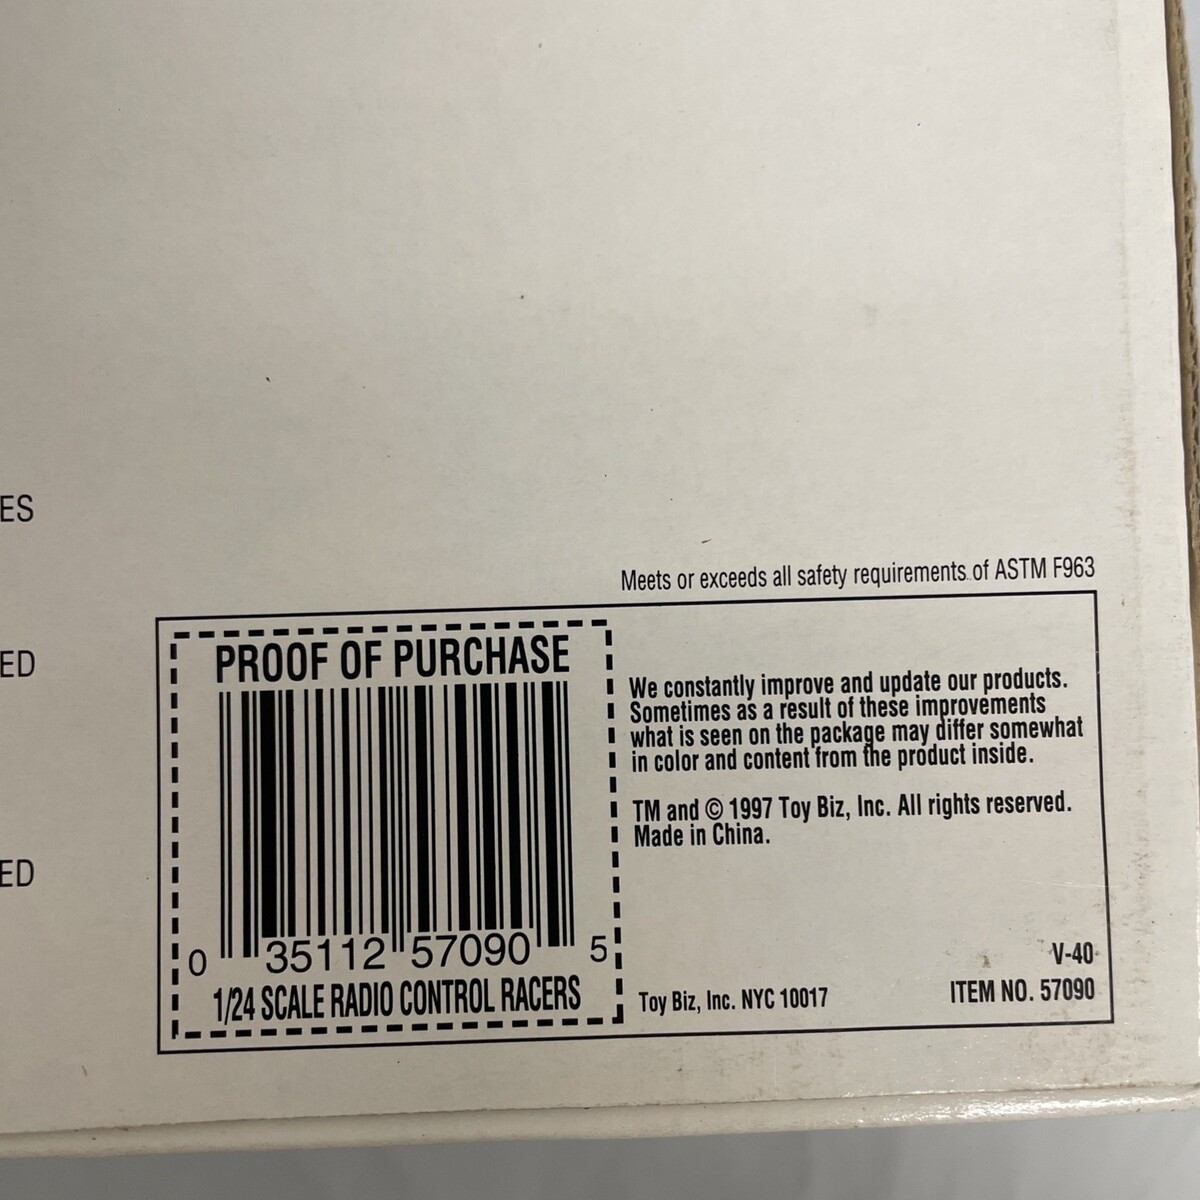 ES
ED
ED
Meets or exceeds all safety requirements of ASTM F963
PROOF OF PURCHASE
0 35112 57090 5
1/24 SCALE RADIO CONTROL RACERS
We constantly improve and update our products.
Sometimes as a result of these improvements
what is seen on the package may differ somewhat
in color and content from the product inside.
TM and © 1997 Toy Biz, Inc. All rights reserved.
Made in China.
V-40
Toy Biz, Inc. NYC 10017
ITEM NO. 57090